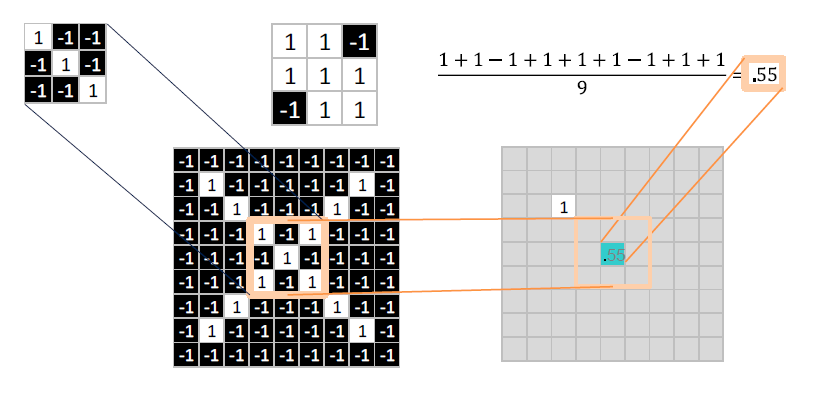 1 -1 -1
-1 1 -1
-1 -1 1
1 1 -1
1 1 1
-1 1 1
1 + 1 − 1 + 1 + 1 + 1 − 1 + 1 + 1
9
= .55
-1 -1 -1 -1 -1 -1 -1 -1 -1
-1 1 -1 -1 -1 -1 -1 1 -1
-1 -1 1 -1 -1 -1 1 -1 -1
-1 -1 -1 1 -1 1 -1 -1 -1
-1 -1 -1 -1 1 -1 -1 -1 -1
-1 -1 -1 1 -1 1 -1 -1 -1
-1 -1 1 -1 -1 -1 1 -1 -1
-1 1 -1 -1 -1 -1 -1 1 -1
-1 -1 -1 -1 -1 -1 -1 -1 -1
1
.55